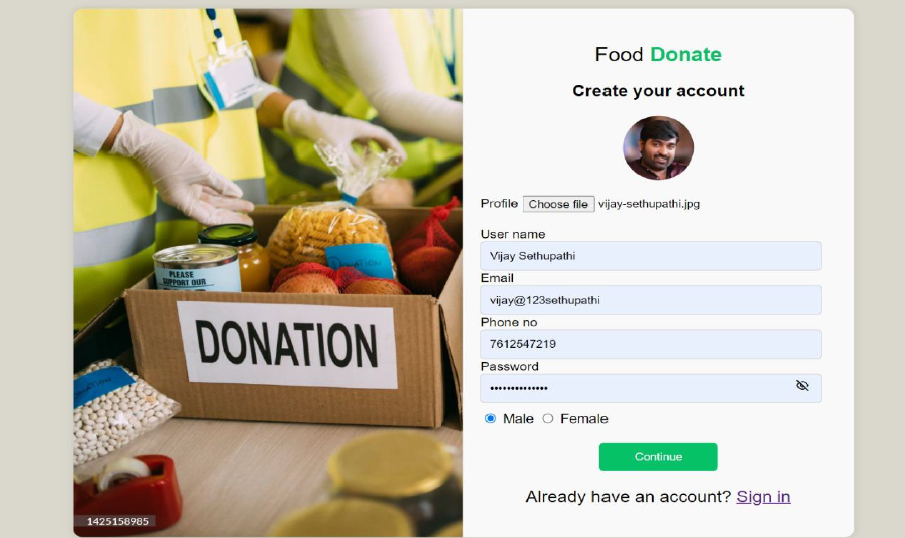 PLEASE
SUPPORT OUR
DONATION
DONATION
1425158985
Food Donate
Create your account
Profile Choose file vijay-sethupathi.jpg
User name
Vijay Sethupathi
Email
vijay@123sethupathi
Phone no
7612547219
Password
••••••••••••••
Male Female
Continue
Already have an account? Sign in